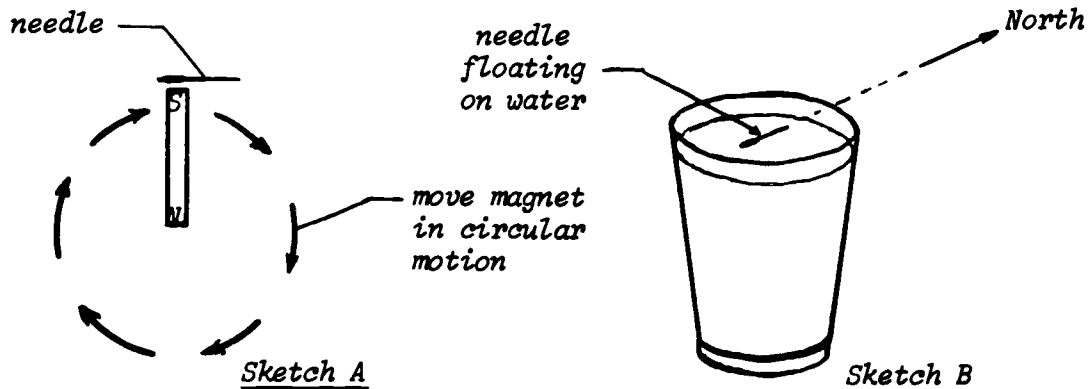 needle
S
N
move magnet
in circular
motion
Sketch A
needle
floating
on water
North
Sketch B